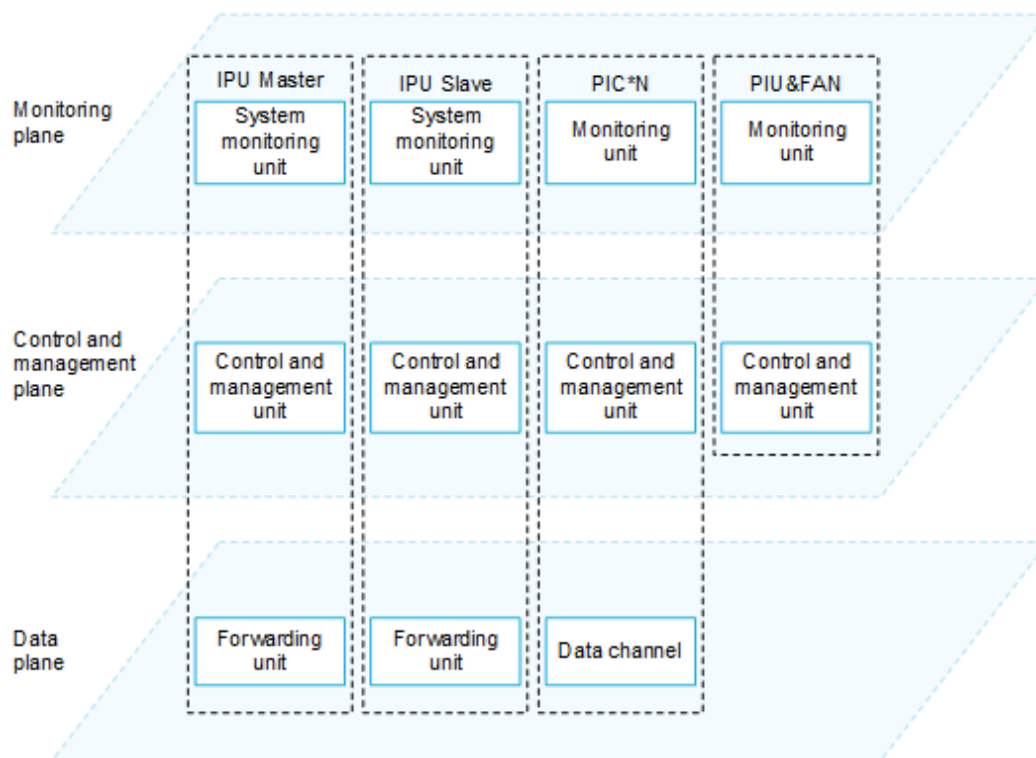 IPU Master
IPU Slave
PIC*N
PIU&FAN
Monitoring
plane
System
monitoring
unit
System
monitoring
unit
Monitoring
unit
Monitoring
unit
Control and
management
plane
Control and
management
unit
Control and
management
unit
Control and
management
unit
Control and
management
unit
Data
plane
Forwarding
unit
Forwarding
unit
Data channel